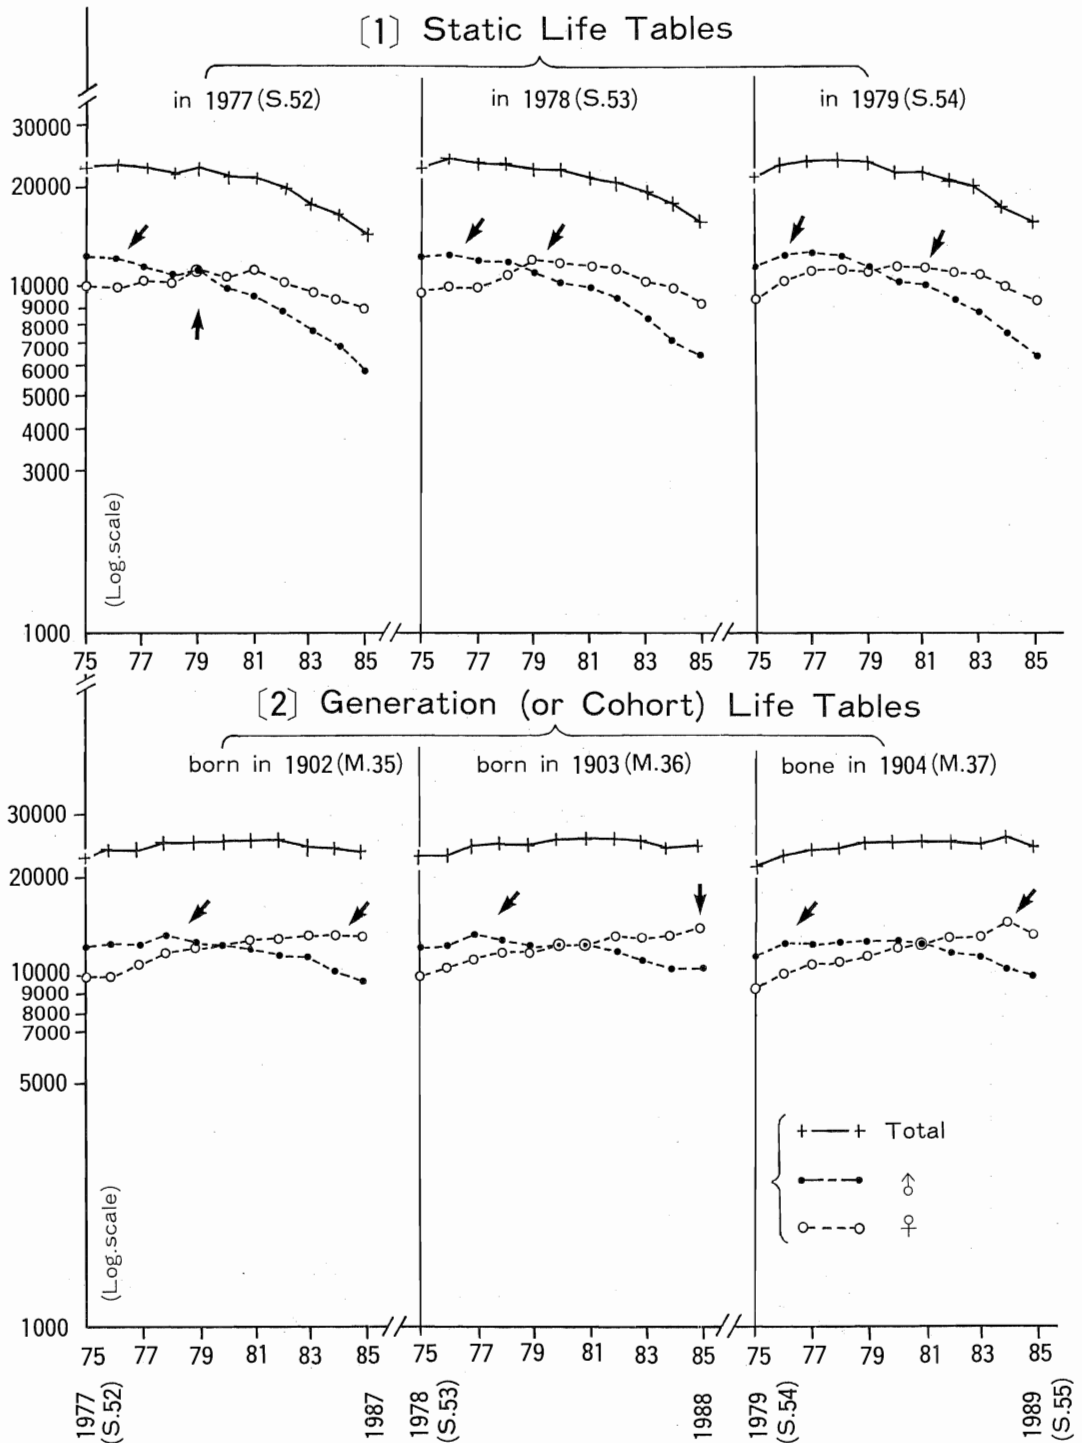 [1] Static Life Tables
in 1977 (S.52)
in 1978 (S.53)
in 1979 (S.54)
30000
20000
10000
9000
8000
7000
6000
5000
4000
3000
(Log.scale)
1000
75 77 79 81 83 85
75 77 79 81 83 85
75 77 79 81 83 85
[2] Generation (or Cohort) Life Tables
born in 1902 (M.35)
born in 1903 (M.36)
bone in 1904 (M.37)
30000
20000
10000
9000
8000
7000
5000
(Log.scale)
1000
Total
♂
♀
75 77 79 81 83 85
75 77 79 81 83 85
75 77 79 81 83 85
1977
(S.52)
1987
1978
(S.53)
1988
1979
(S.54)
1989
(S.55)